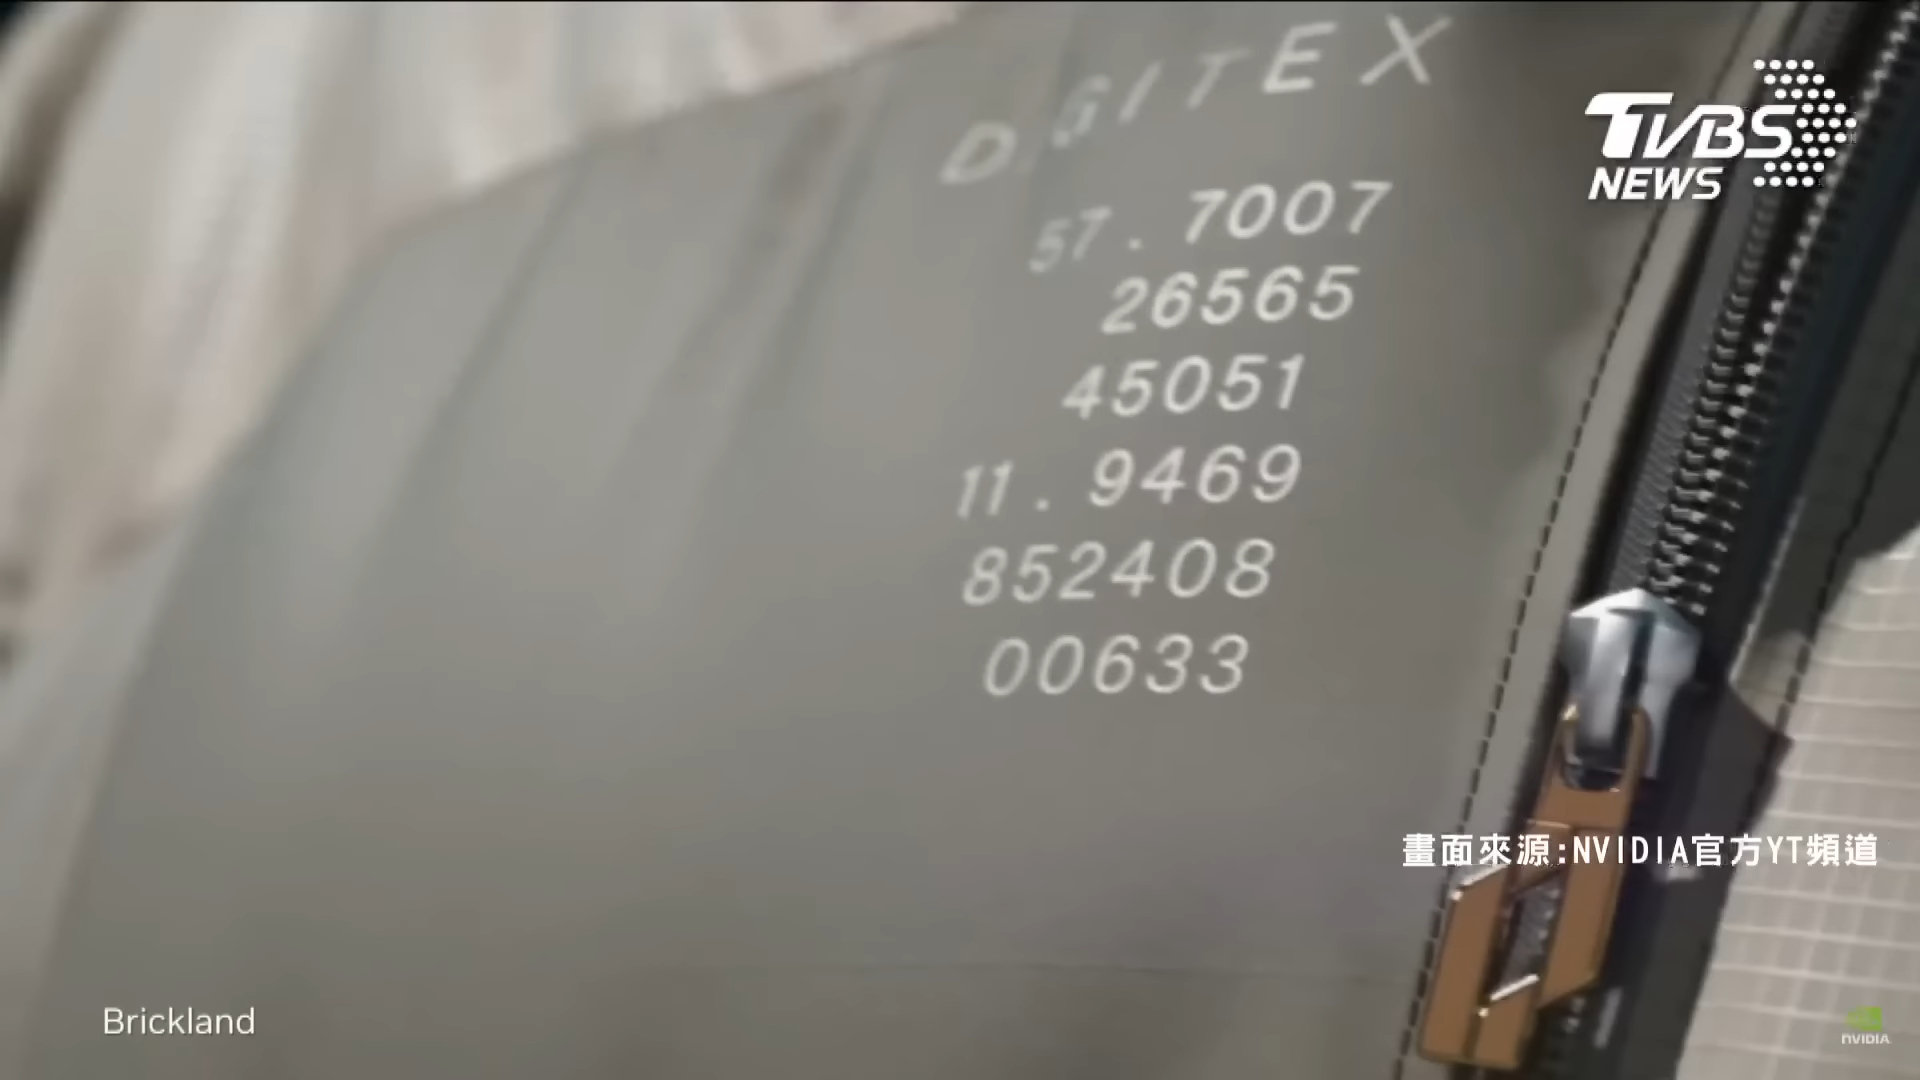 DIGITEX
57.7007
26565
45051
11.9469
852408
00633
TVBS
NEWS
畫面來源:NVIDIA官方YT頻道
Brickland
NVIDIA